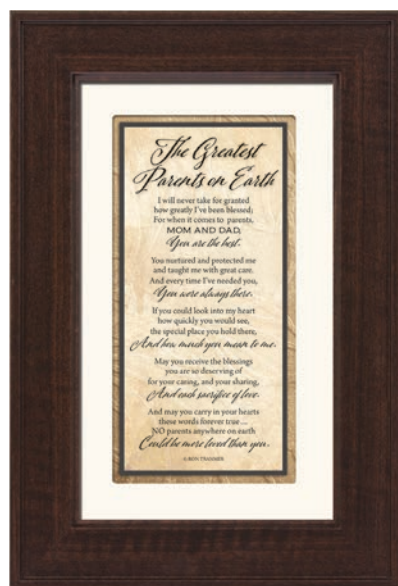 The Greatest
Parents on Earth
I will never take for granted
how greatly I've been blessed;
For when it comes to parents,
MOM AND DAD,
You are the best.
You nurtured and protected me
and taught me with great care.
And every time I've needed you,
You were always there.
If you could look into my heart
how quickly you would see,
the special place you hold there,
And how much you mean to me.
May you receive the blessings
you are so deserving of
for your caring, and your sharing,
And each sacrifice of love.
And may you carry in your hearts
these words forever true ...
NO parents anywhere on earth
Could be more loved than you.
© RON TRANMER